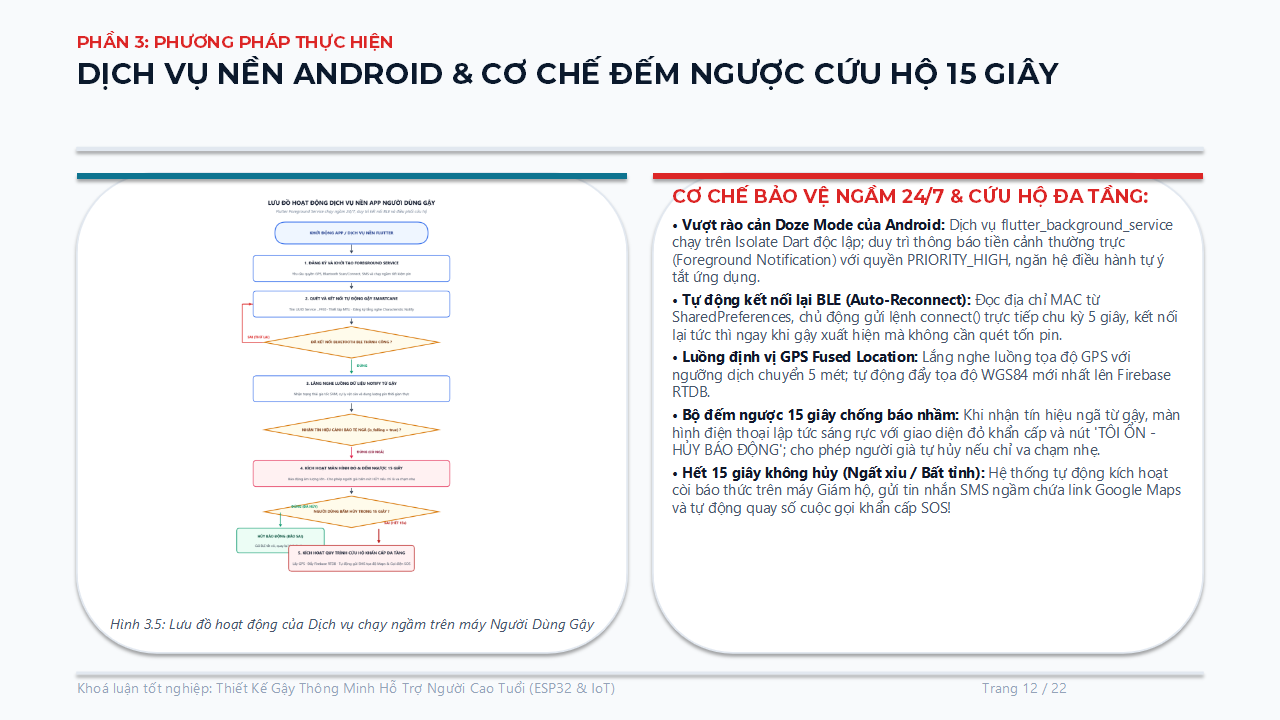 PHẦN 3: PHƯƠNG PHÁP THỰC HIỆN
DỊCH VỤ NỀN ANDROID & CƠ CHẾ ĐẾM NGƯỢC CỨU HỘ 15 GIÂY
LƯU ĐỒ HOẠT ĐỘNG DỊCH VỤ NỀN APP NGƯỜI DÙNG GẬY
KHỞI ĐỘNG APP / DỊCH VỤ NỀN FLUTTER
1. ĐĂNG KÝ VÀ KHỞI TẠO FOREGROUND SERVICE
2. QUÉT VÀ KẾT NỐI TỰ ĐỘNG GẬY SMARTCANE
ĐÃ KẾT NỐI BLUETOOTH BLE THÀNH CÔNG ?
ĐÚNG
3. LẮNG NGHE LUỒNG DỮ LIỆU NOTIFY TỪ GẬY
4. KÍCH HOẠT MÀN HÌNH ĐỎ & ĐẾM NGƯỢC 15 GIÂY
NGƯỜI DÙNG BẤM HỦY TRONG 15 GIÂY ?
HỦY BÁO ĐỘNG (BÁO SAI)
5. KÍCH HOẠT QUY TRÌNH CỨU HỘ KHẨN CẤP ĐA TẦNG
Hình 3.5: Lưu đồ hoạt động của Dịch vụ chạy ngầm trên máy Người Dùng Gậy
CƠ CHẾ BẢO VỆ NGẦM 24/7 & CỨU HỘ ĐA TẦNG:
• Vượt rào cản Doze Mode của Android: Dịch vụ flutter_background_service
chạy trên Isolate Dart độc lập; duy trì thông báo tiền cảnh thường trực
(Foreground Notification) với quyền PRIORITY_HIGH, ngăn hệ điều hành tự ý
tắt ứng dụng.
• Tự động kết nối lại BLE (Auto-Reconnect): Đọc địa chỉ MAC từ
SharedPreferences, chủ động gửi lệnh connect() trực tiếp chu kỳ 5 giây, kết nối
lại tức thì ngay khi gậy xuất hiện mà không cần quét tốn pin.
• Luồng định vị GPS Fused Location: Lắng nghe luồng tọa độ GPS với
ngưỡng dịch chuyển 5 mét; tự động đẩy tọa độ WGS84 mới nhất lên Firebase
RTDB.
• Bộ đếm ngược 15 giây chống báo nhầm: Khi nhận tín hiệu ngã từ gậy, màn
hình điện thoại lập tức sáng rực với giao diện đỏ khẩn cấp và nút 'TÔI ỔN -
HỦY BÁO ĐỘNG'; cho phép người già tự hủy nếu chỉ va chạm nhẹ.
• Hết 15 giây không hủy (Ngất xỉu / Bất tỉnh): Hệ thống tự động kích hoạt
còi báo thức trên máy Giám hộ, gửi tin nhắn SMS ngầm chứa link Google Maps
và tự động quay số cuộc gọi khẩn cấp SOS!
Khoá luận tốt nghiệp: Thiết Kế Gậy Thông Minh Hỗ Trợ Người Cao Tuổi (ESP32 & IoT)
Trang 12 / 22